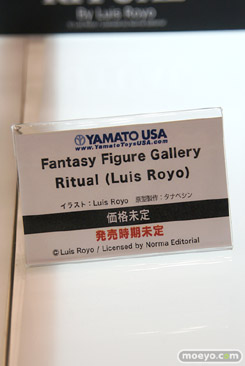 By Luis Royo
YAMATO USA
www.YamatoToysUSA.com
Fantasy Figure Gallery
Ritual (Luis Royo)
イラスト：Luis Royo 原型製作：タナベシン
価格未定
発売時期未定
© Luis Royo / Licensed by Norma Editorial
moeyo.com